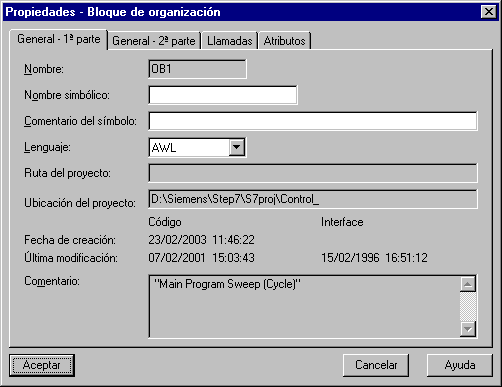 Propiedades - Bloque de organización
General - 1ª parte General - 2ª parte Llamadas Atributos
Nombre: OB1
Nombre simbólico:
Comentario del símbolo:
Lenguaje: AWL
Ruta del proyecto:
Ubicación del proyecto: D:\Siemens\Step7\S7proj\Control_
Código Interface
Fecha de creación: 23/02/2003 11:46:22
Última modificación: 07/02/2001 15:03:43 15/02/1996 16:51:12
Comentario: "Main Program Sweep (Cycle)"
Aceptar Cancelar Ayuda